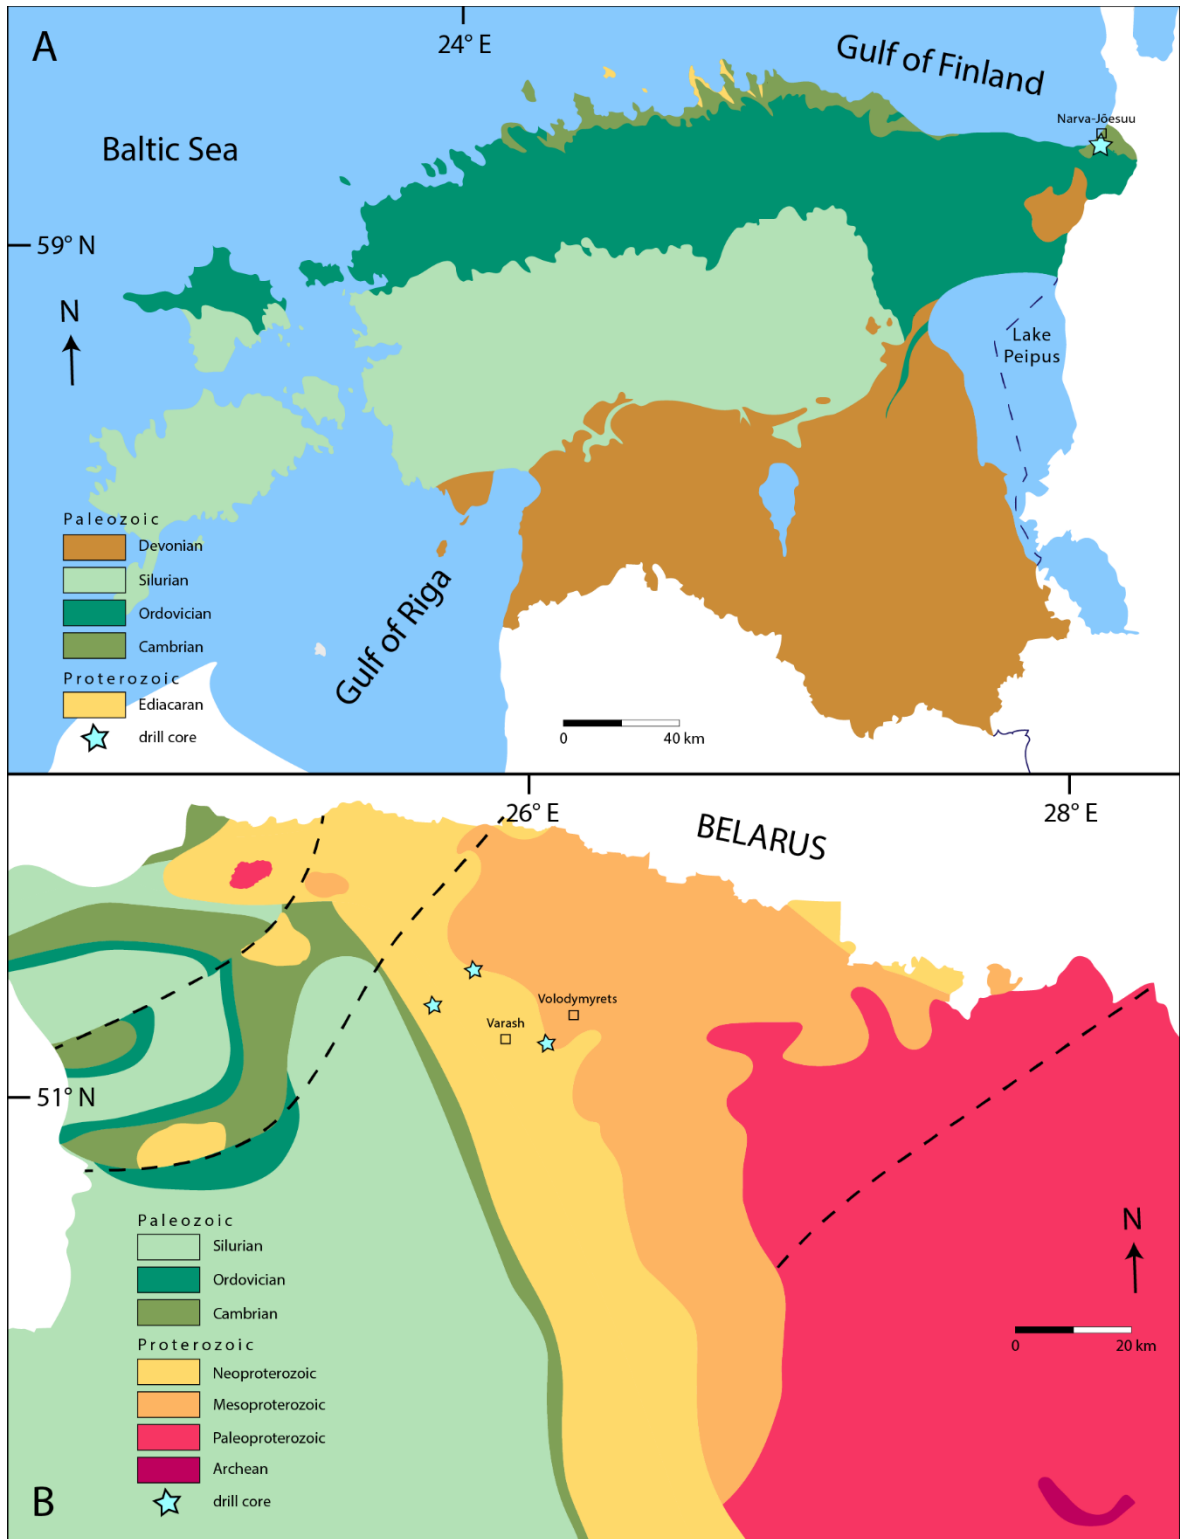 A
24° E
Gulf of Finland
Narva-Jõesuu
Baltic Sea
59° N
N
Lake
Peipus
Paleozoic
Devonian
Silurian
Ordovician
Cambrian
Proterozoic
Ediacaran
drill core
Gulf of Riga
0 40 km
26° E
28° E
BELARUS
Volodymyrets
Varash
51° N
Paleozoic
Silurian
Ordovician
Cambrian
Proterozoic
Neoproterozoic
Mesoproterozoic
Paleoproterozoic
Archean
drill core
N
0 20 km
B